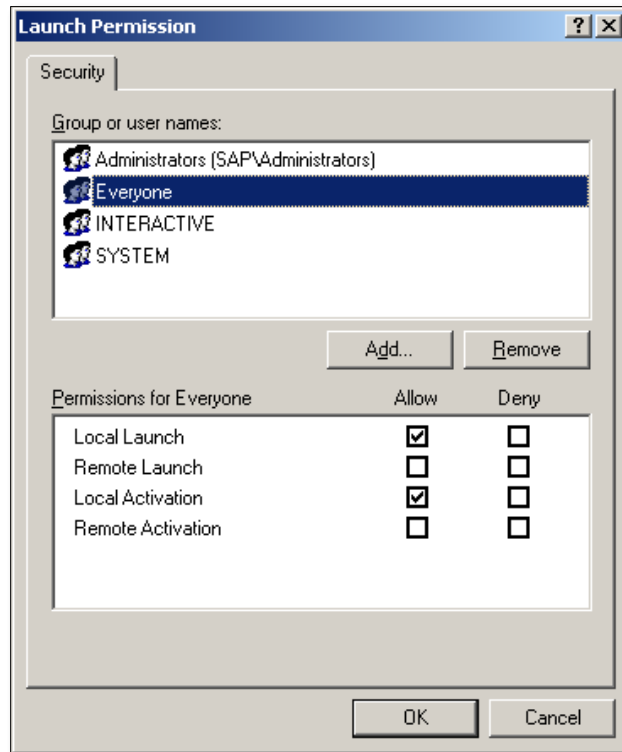 Launch Permission
Security
Group or user names:
Administrators (SAP\Administrators)
Everyone
INTERACTIVE
SYSTEM
Add... Remove
Permissions for Everyone Allow Deny
Local Launch
Remote Launch
Local Activation
Remote Activation
OK Cancel